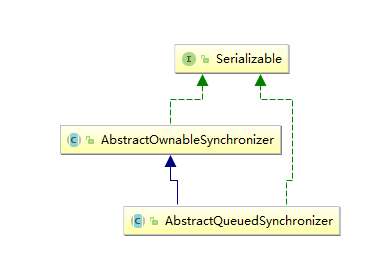 I Serializable
C AbstractOwnableSynchronizer
C AbstractQueuedSynchronizer